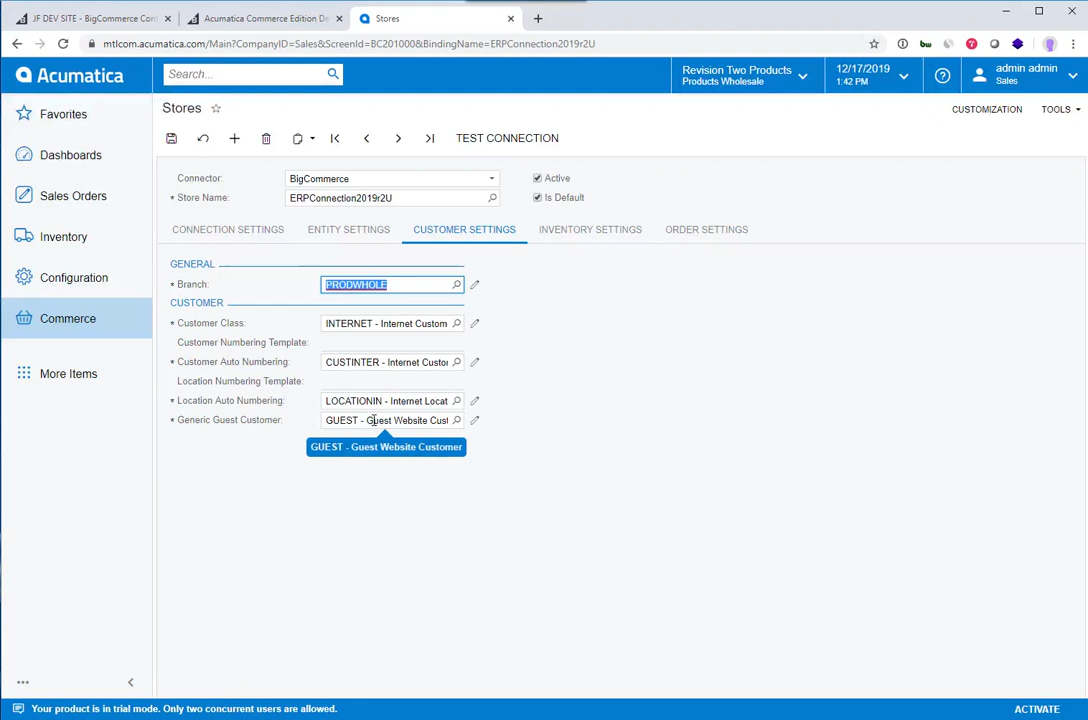 JF DEV SITE - BigCommerce Cont
Acumatica Commerce Edition De
Stores
mtlcom.acumatica.com/Main?CompanyID=Sales&ScreenId=BC201000&BindingName=ERPConnection2019r2U
Acumatica
Search...
Revision Two Products
Products Wholesale
12/17/2019
1:42 PM
admin admin
Sales
Favorites
Dashboards
Sales Orders
Inventory
Configuration
Commerce
More Items
Stores
CUSTOMIZATION
TOOLS
TEST CONNECTION
Connector:
BigCommerce
Active
* Store Name:
ERPConnection2019r2U
Is Default
CONNECTION SETTINGS
ENTITY SETTINGS
CUSTOMER SETTINGS
INVENTORY SETTINGS
ORDER SETTINGS
GENERAL
* Branch:
PRODWHOLE
CUSTOMER
* Customer Class:
INTERNET - Internet Custom
Customer Numbering Template:
* Customer Auto Numbering:
CUSTINTER - Internet Custor
Location Numbering Template:
* Location Auto Numbering:
LOCATIONIN - Internet Locat
* Generic Guest Customer:
GUEST - Guest Website Cust
GUEST - Guest Website Customer
Your product is in trial mode. Only two concurrent users are allowed.
ACTIVATE